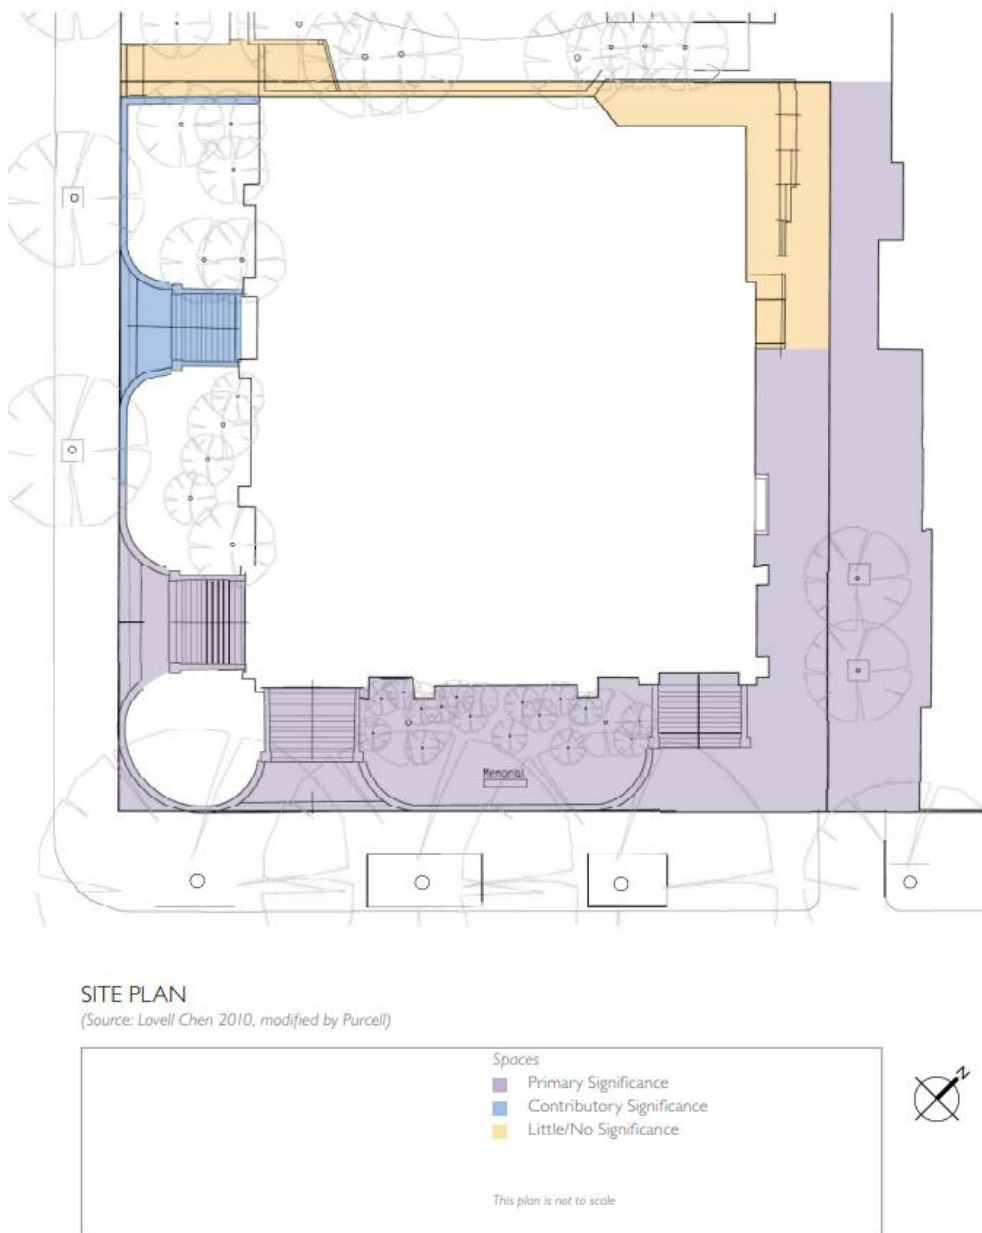 Memorial
SITE PLAN
(Source: Lovell Chen 2010, modified by Purcell)
Spaces
Primary Significance
Contributory Significance
Little/No Significance
N
This plan is not to scale